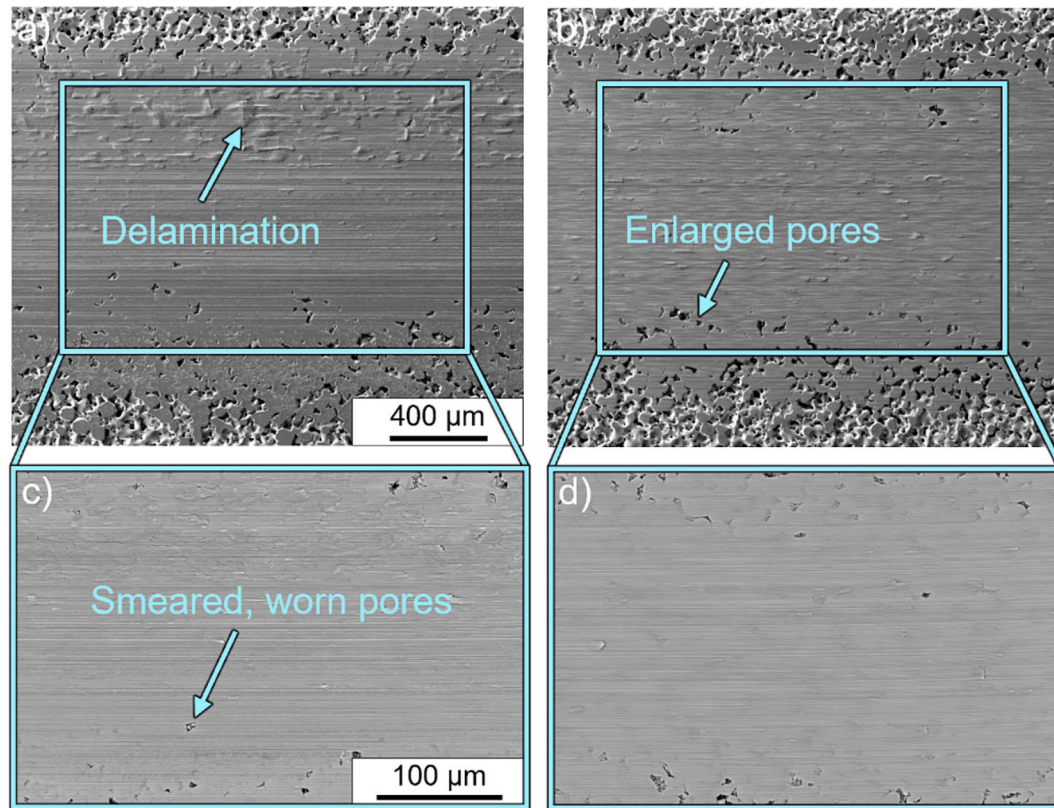 a)
b)
Delamination
Enlarged pores
400 µm
c)
d)
Smeared, worn pores
100 µm